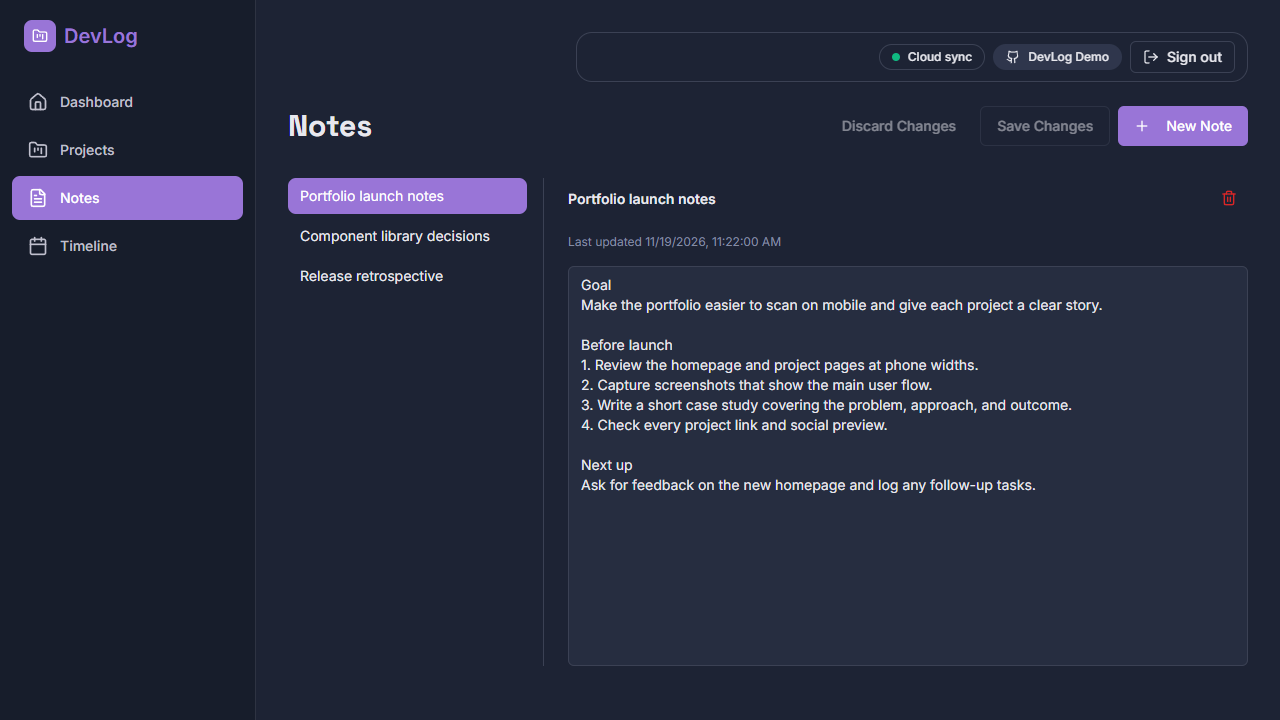 DevLog
Dashboard
Projects
Notes
Timeline
Cloud sync
DevLog Demo
Sign out
Notes
Discard Changes
Save Changes
New Note
Portfolio launch notes
Component library decisions
Release retrospective
Portfolio launch notes
Last updated 11/19/2026, 11:22:00 AM
Goal
Make the portfolio easier to scan on mobile and give each project a clear story.
Before launch
1. Review the homepage and project pages at phone widths.
2. Capture screenshots that show the main user flow.
3. Write a short case study covering the problem, approach, and outcome.
4. Check every project link and social preview.
Next up
Ask for feedback on the new homepage and log any follow-up tasks.